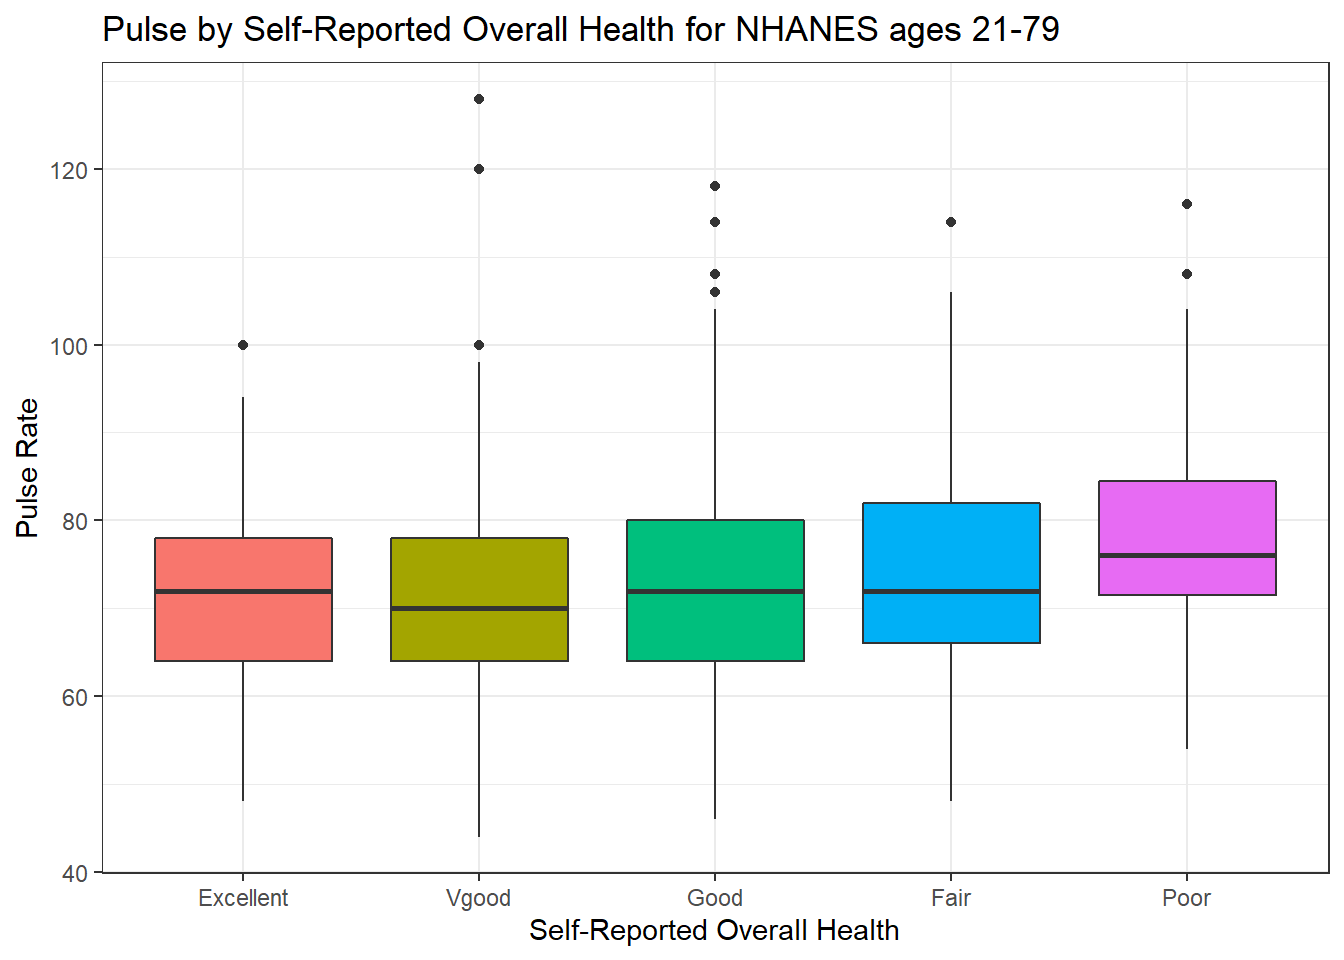 Pulse by Self-Reported Overall Health for NHANES ages 21-79
120
100
80
60
40
Pulse Rate
Excellent Vgood Good Fair Poor
Self-Reported Overall Health